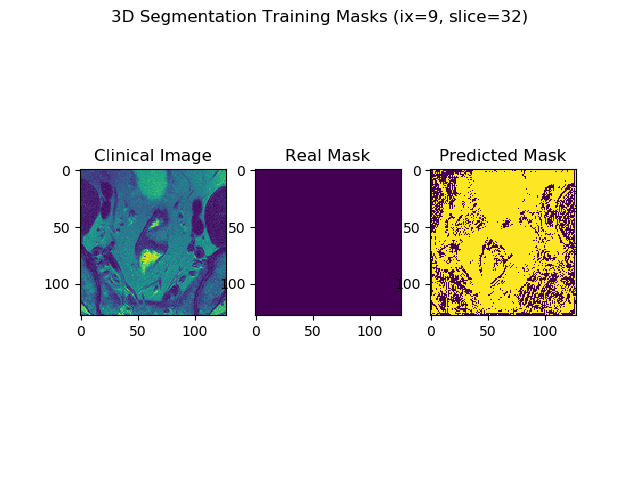 3D Segmentation Training Masks (ix=9, slice=32)
Clinical Image Real Mask Predicted Mask
0 0 0
50 50 50
100 100 100
0 50 100 0 50 100 0 50 100